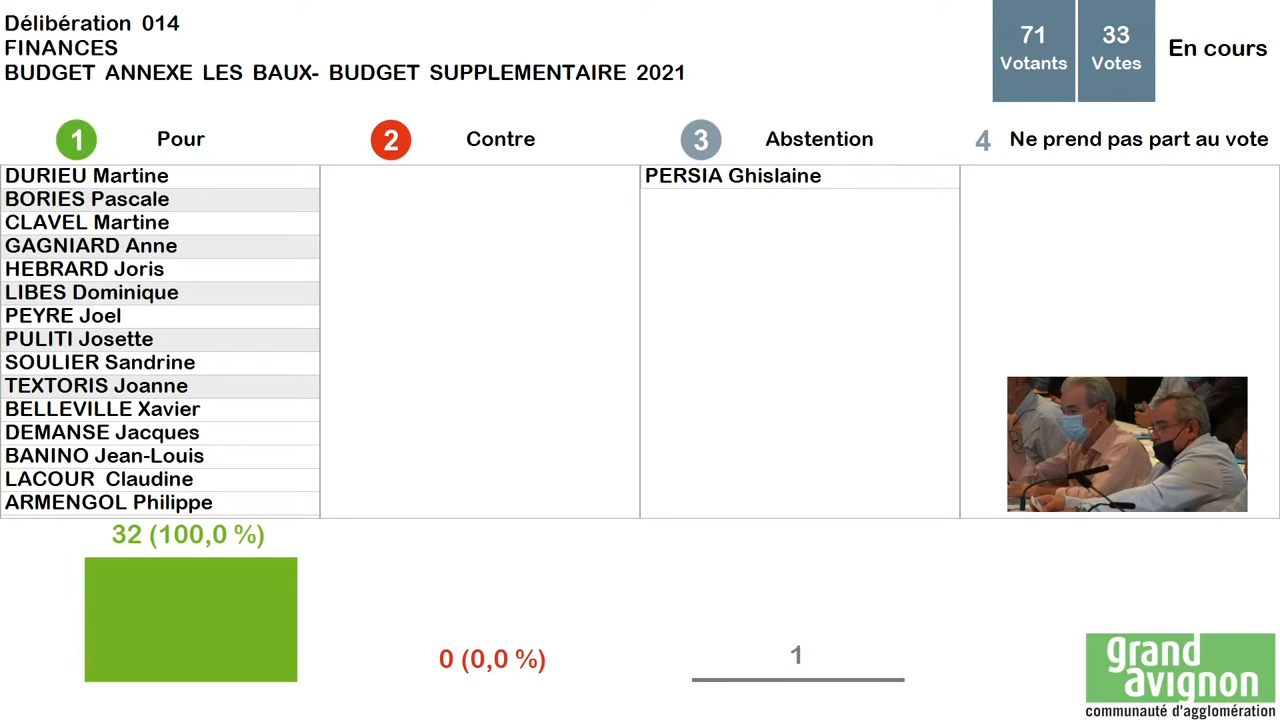 Délibération 014
FINANCES
BUDGET ANNEXE LES BAUX- BUDGET SUPPLEMENTAIRE 2021
71
Votants
33
Votes
En cours
1 Pour
2 Contre
3 Abstention
4 Ne prend pas part au vote
DURIEU Martine
BORIES Pascale
CLAVEL Martine
GAGNIARD Anne
HEBRARD Joris
LIBES Dominique
PEYRE Joel
PULITI Josette
SOULIER Sandrine
TEXTORIS Joanne
BELLEVILLE Xavier
DEMANSE Jacques
BANINO Jean-Louis
LACOUR Claudine
ARMENGOL Philippe
PERSIA Ghislaine
32 (100,0 %)
0 (0,0 %)
1
grand
avignon
communauté d'agglomération